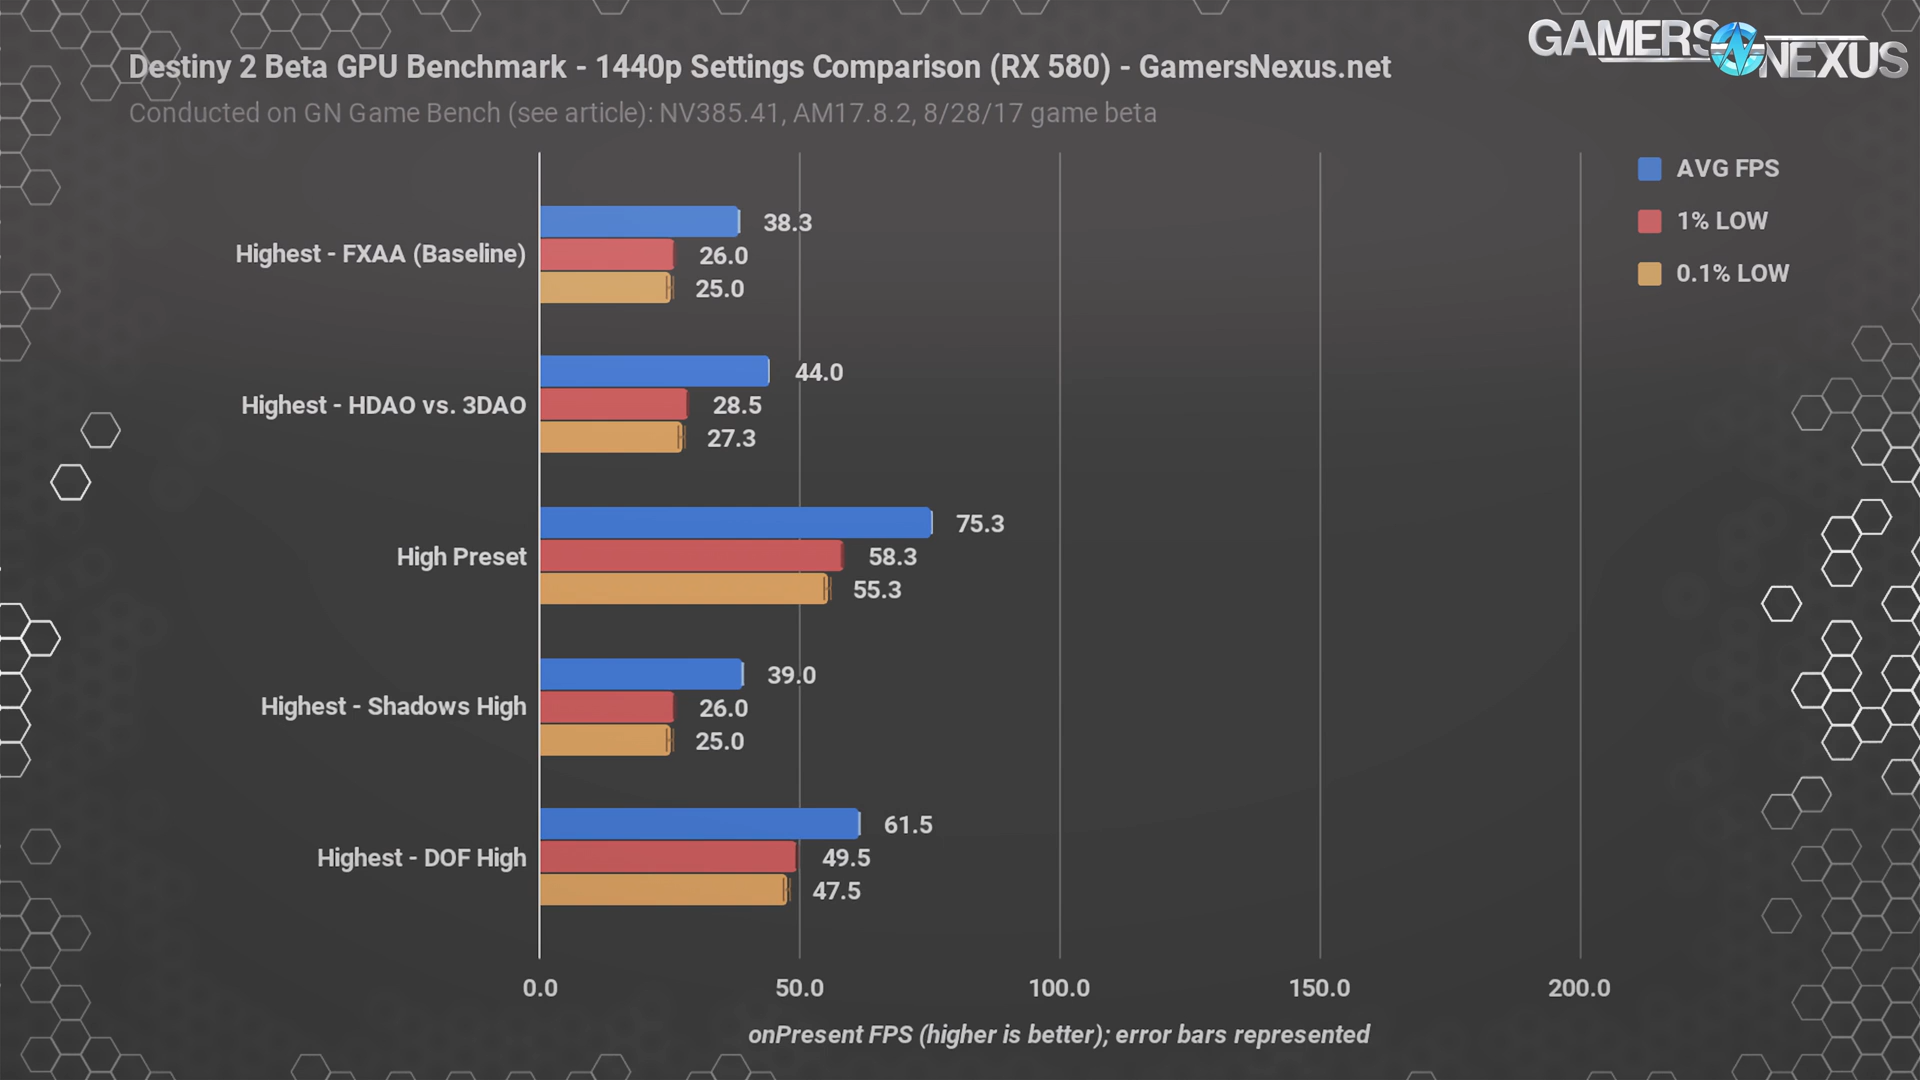 GAMERS NEXUS
Destiny 2 Beta GPU Benchmark - 1440p Settings Comparison (RX 580) - GamersNexus.net
Conducted on GN Game Bench (see article): NV385.41, AM17.8.2, 8/28/17 game beta
AVG FPS
1% LOW
0.1% LOW
Highest - FXAA (Baseline)
38.3
26.0
25.0
Highest - HDAO vs. 3DAO
44.0
28.5
27.3
High Preset
75.3
58.3
55.3
Highest - Shadows High
39.0
26.0
25.0
Highest - DOF High
61.5
49.5
47.5
0.0 50.0 100.0 150.0 200.0
onPresent FPS (higher is better); error bars represented